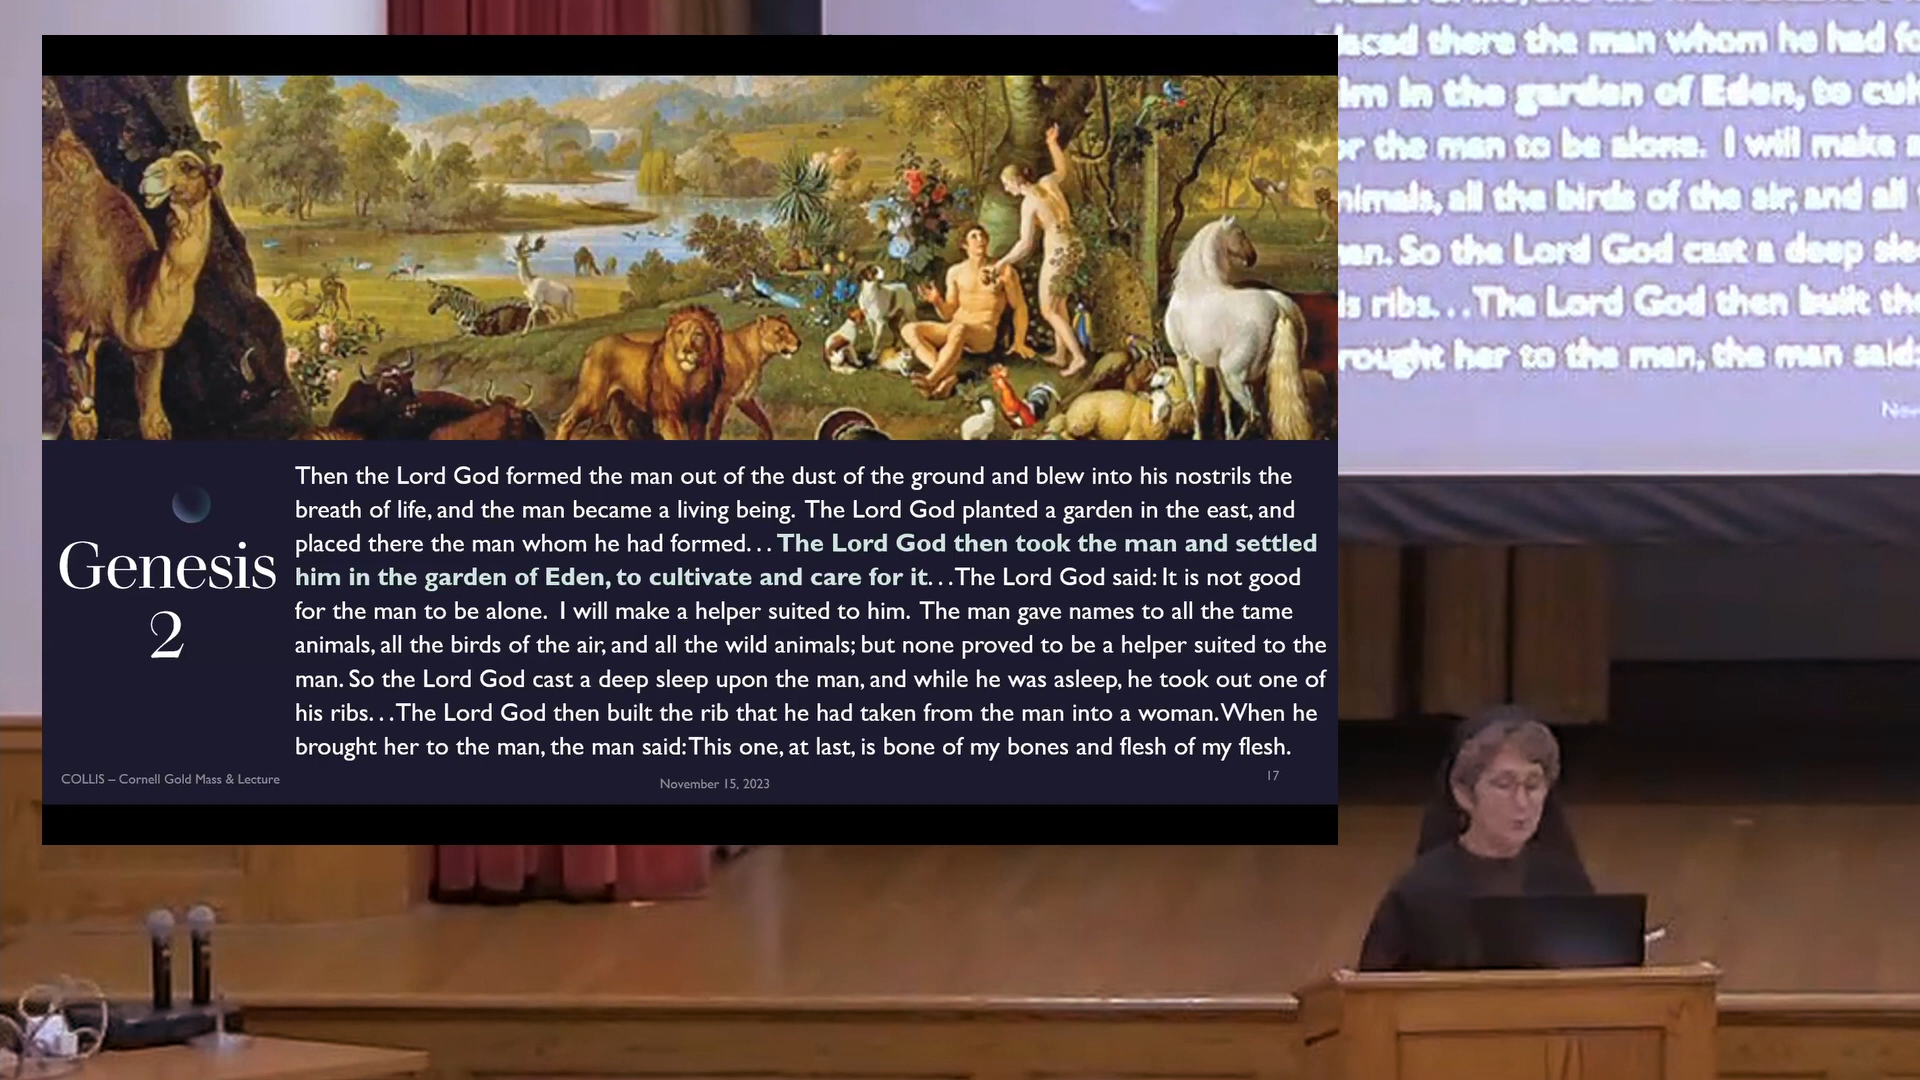 Genesis
2
Then the Lord God formed the man out of the dust of the ground and blew into his nostrils the
breath of life, and the man became a living being. The Lord God planted a garden in the east, and
placed there the man whom he had formed. . . The Lord God then took the man and settled
him in the garden of Eden, to cultivate and care for it. . .The Lord God said: It is not good
for the man to be alone. I will make a helper suited to him. The man gave names to all the tame
animals, all the birds of the air, and all the wild animals; but none proved to be a helper suited to the
man. So the Lord God cast a deep sleep upon the man, and while he was asleep, he took out one of
his ribs. . .The Lord God then built the rib that he had taken from the man into a woman. When he
brought her to the man, the man said: This one, at last, is bone of my bones and flesh of my flesh.
COLLIS – Cornell Gold Mass & Lecture
November 15, 2023
17
there the man whom he had
in the garden of Eden, to
the man to be alone. I will make
all the birds of the air, and all
So the Lord God cast a deep
ribs. . .The Lord God then built
her to the man, the man said: